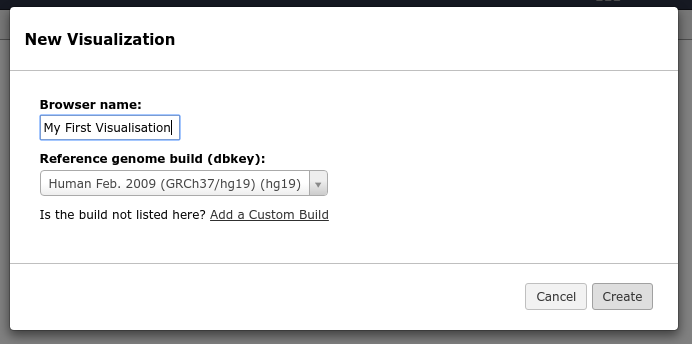 New Visualization
Browser name:
My First Visualisation
Reference genome build (dbkey):
Human Feb. 2009 (GRCh37/hg19) (hg19)
Is the build not listed here? Add a Custom Build
Cancel Create